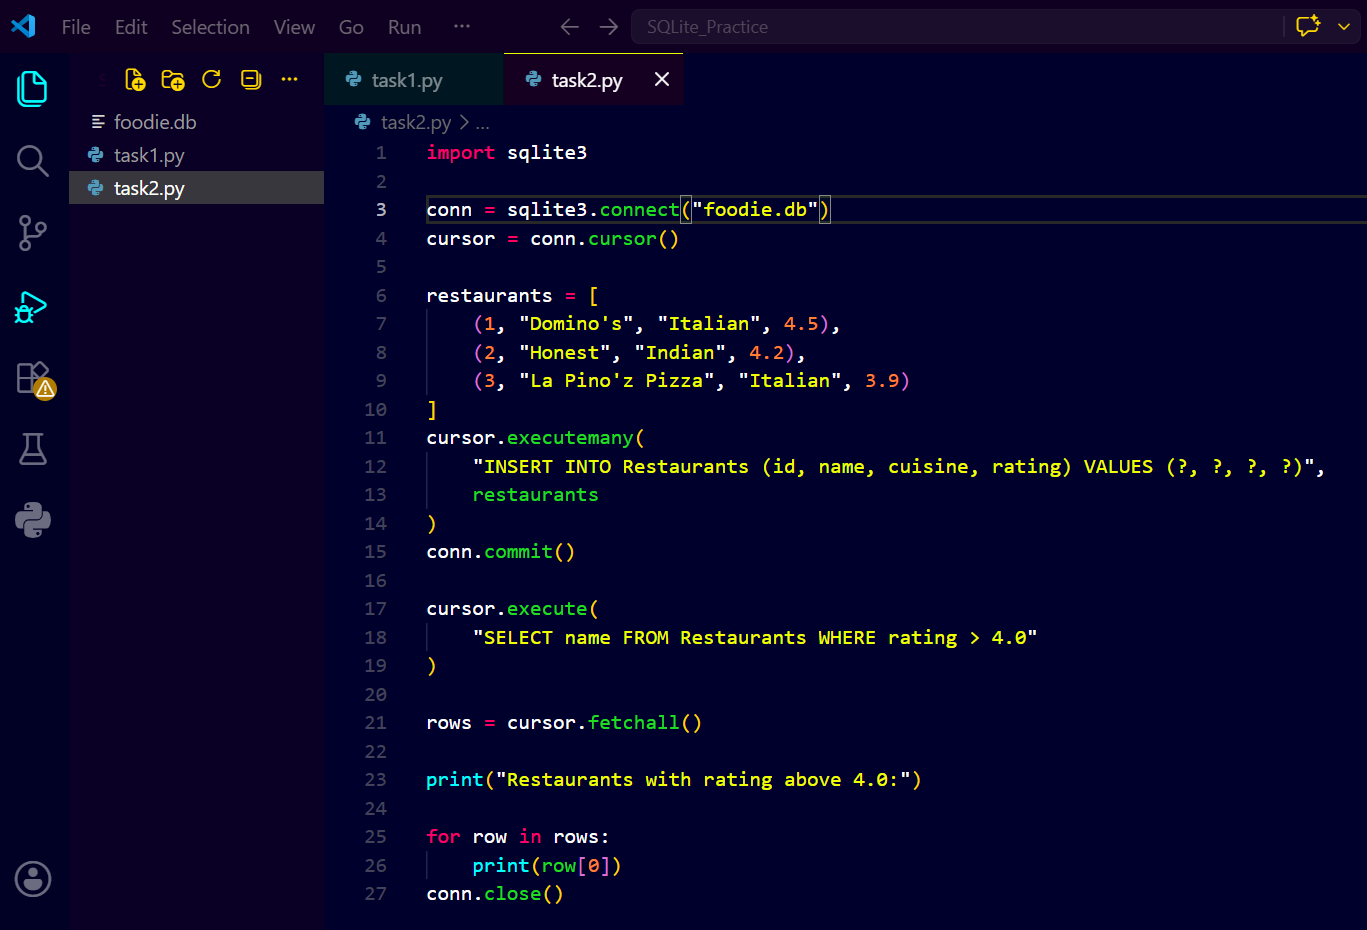 File Edit Selection View Go Run ··· SQLite_Practice
task1.py task2.py
foodie.db
task1.py
task2.py
task2.py > ...
1 import sqlite3
2
3 conn = sqlite3.connect("foodie.db")
4 cursor = conn.cursor()
5
6 restaurants = [
7     (1, "Domino's", "Italian", 4.5),
8     (2, "Honest", "Indian", 4.2),
9     (3, "La Pino'z Pizza", "Italian", 3.9)
10 ]
11 cursor.executemany(
12     "INSERT INTO Restaurants (id, name, cuisine, rating) VALUES (?, ?, ?, ?)",
13     restaurants
14 )
15 conn.commit()
16
17 cursor.execute(
18     "SELECT name FROM Restaurants WHERE rating > 4.0"
19 )
20
21 rows = cursor.fetchall()
22
23 print("Restaurants with rating above 4.0:")
24
25 for row in rows:
26     print(row[0])
27 conn.close()